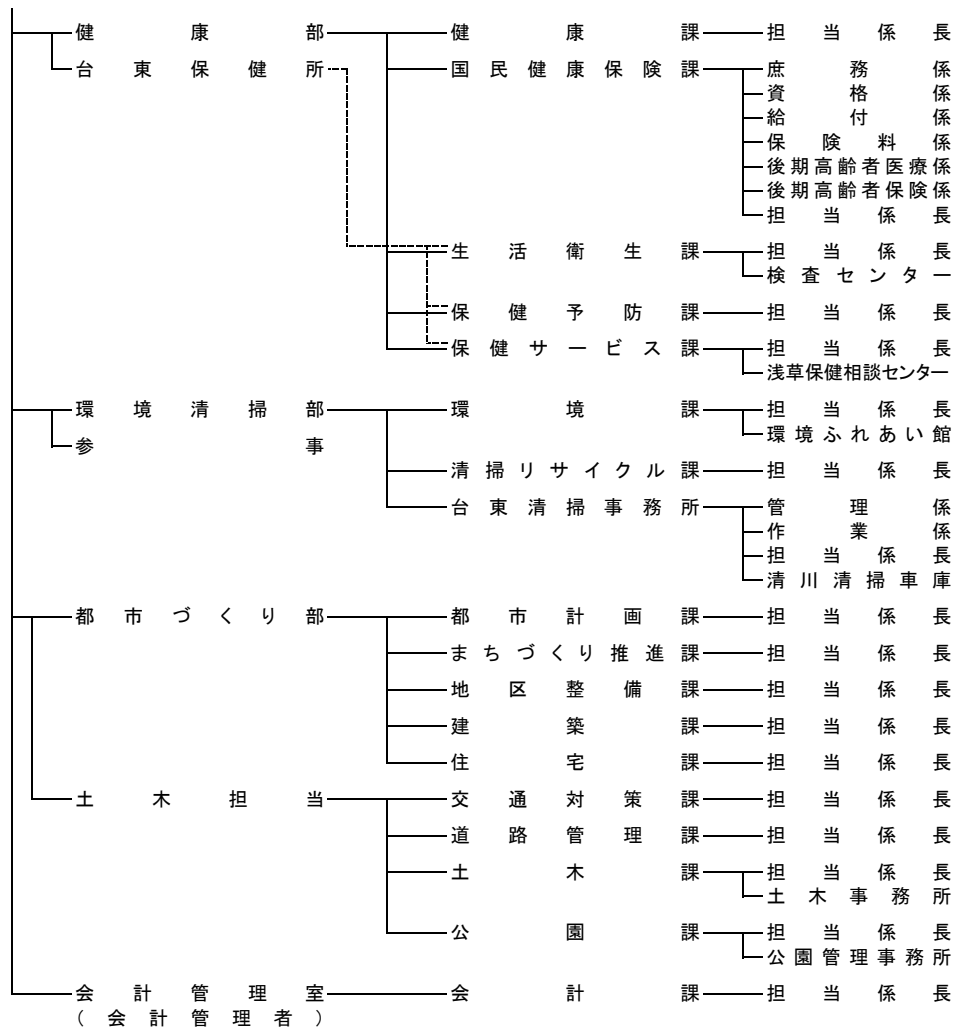 健康部 健康課 担当係長
台東保健所 国民健康保険課 庶務係
資格係
給付係
保険料係
後期高齢者医療係
後期高齢者保険係
担当係長
生活衛生課 担当係長
検査センター
保健予防課 担当係長
保健サービス課 担当係長
浅草保健相談センター
環境清掃部 環境課 担当係長
環境ふれあい館
参事
清掃リサイクル課 担当係長
台東清掃事務所 管理係
作業係
担当係長
清川清掃車庫
都市づくり部 都市計画課 担当係長
まちづくり推進課 担当係長
地区整備課 担当係長
建築課 担当係長
住宅課 担当係長
土木担当 交通対策課 担当係長
道路管理課 担当係長
土木課 担当係長
土木事務所
公園課 担当係長
公園管理事務所
会計管理室 会計課 担当係長
(会計管理者)